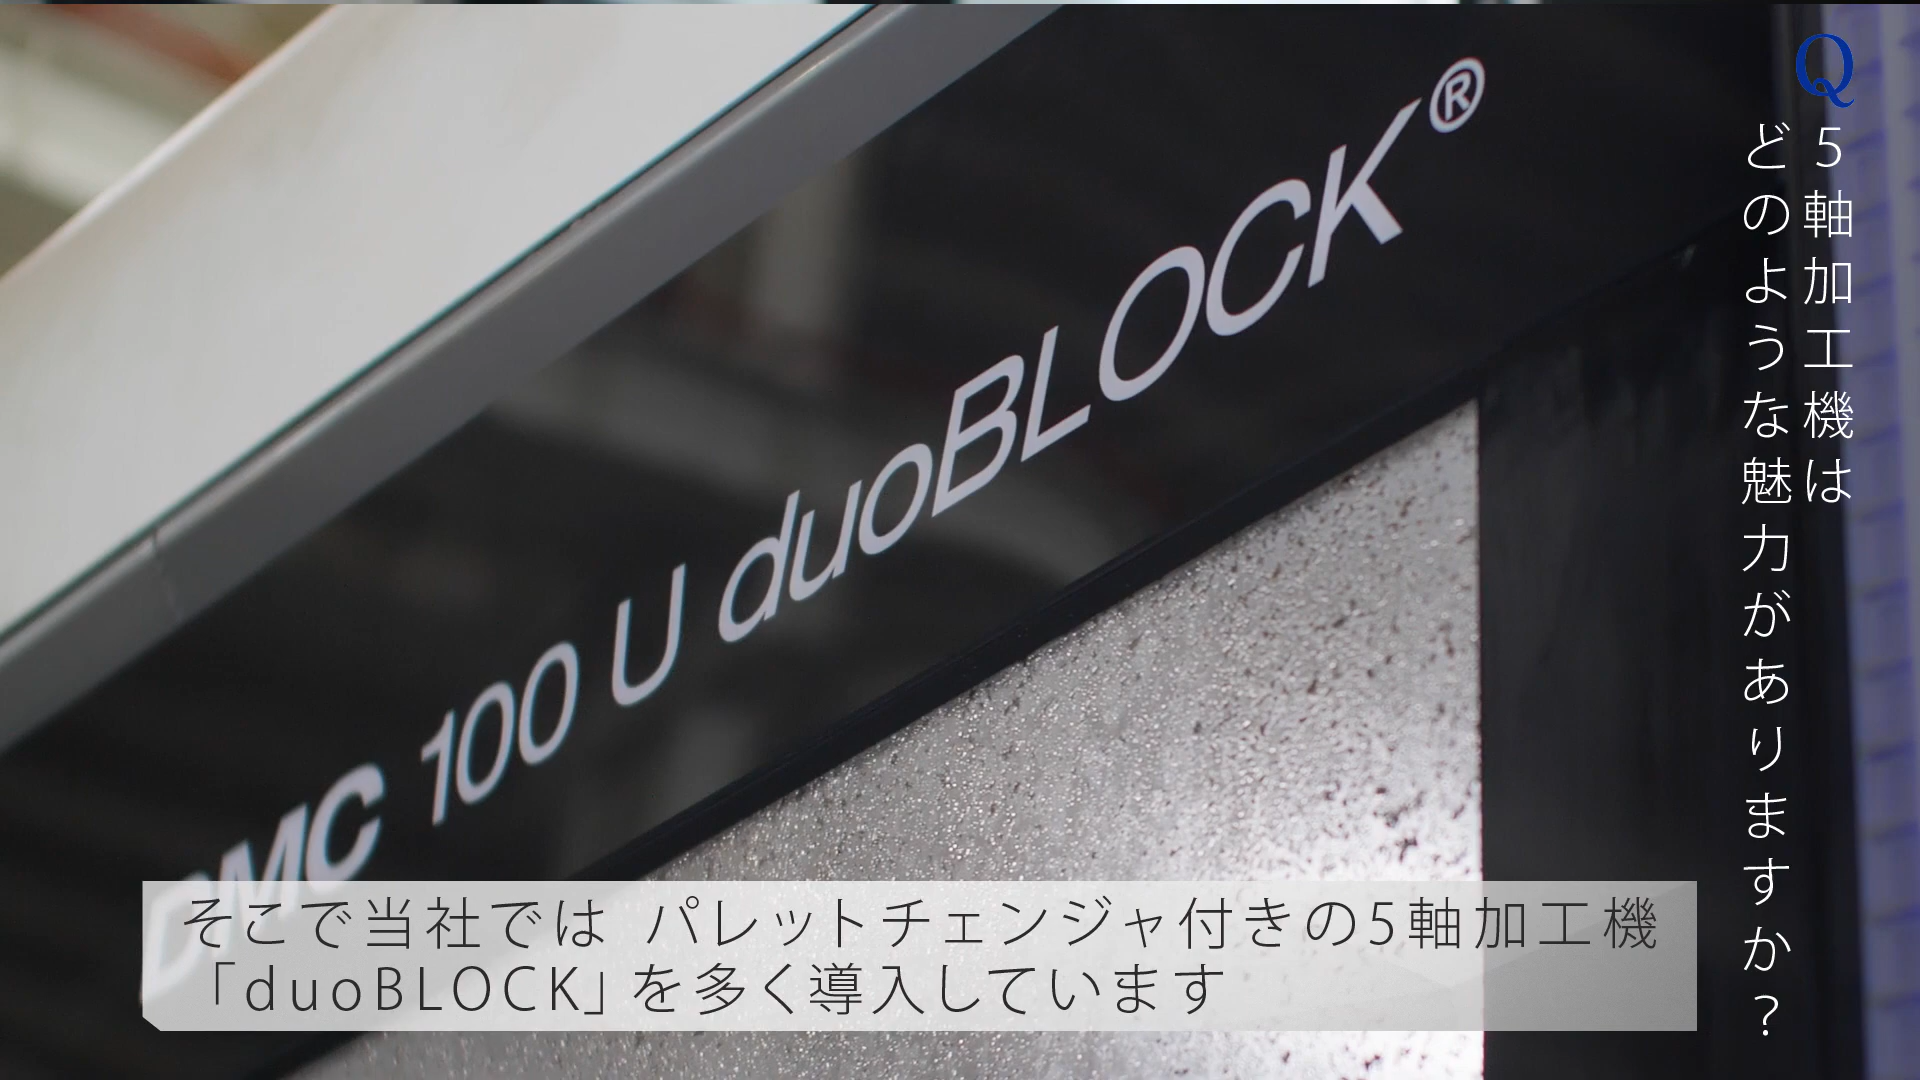 Q
5軸加工機は
どのような魅力がありますか?
DMC 100 U duoBLOCK®
そこで当社では パレットチェンジャ付きの5軸加工機
「duoBLOCK」を多く導入しています